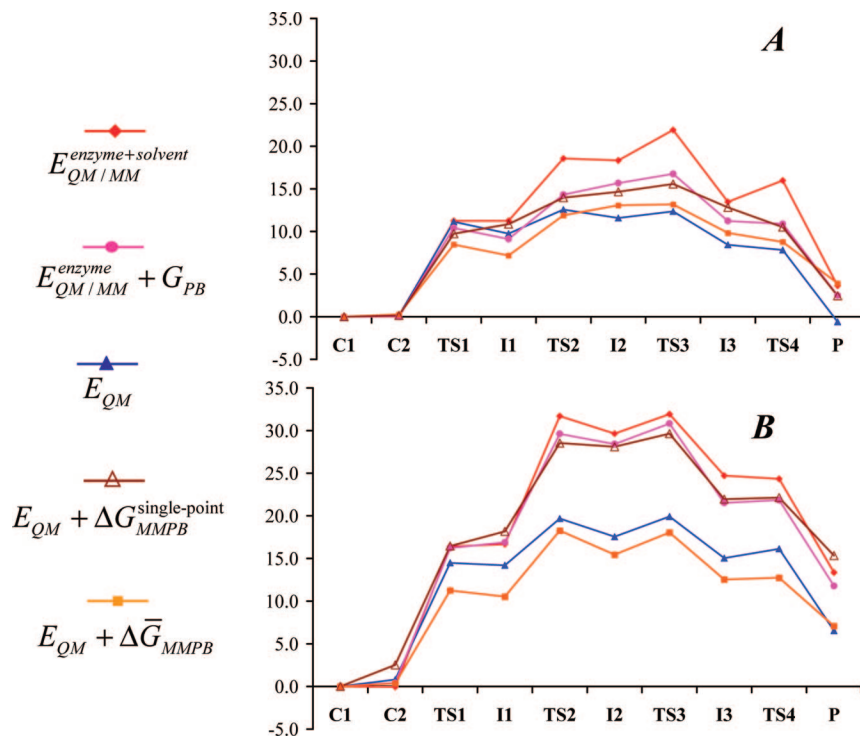 35.0
30.0
25.0
20.0
15.0
10.0
5.0
0.0
-5.0
A
C1 C2 TS1 I1 TS2 I2 TS3 I3 TS4 P
E_{QM/MM}^{enzyme+solvent}
E_{QM/MM}^{enzyme} + G_{PB}
E_{QM}
E_{QM} + ΔG_{MMPB}^{single-point}
E_{QM} + ΔG̅_{MMPB}
35.0
30.0
25.0
20.0
15.0
10.0
5.0
0.0
-5.0
B
C1 C2 TS1 I1 TS2 I2 TS3 I3 TS4 P